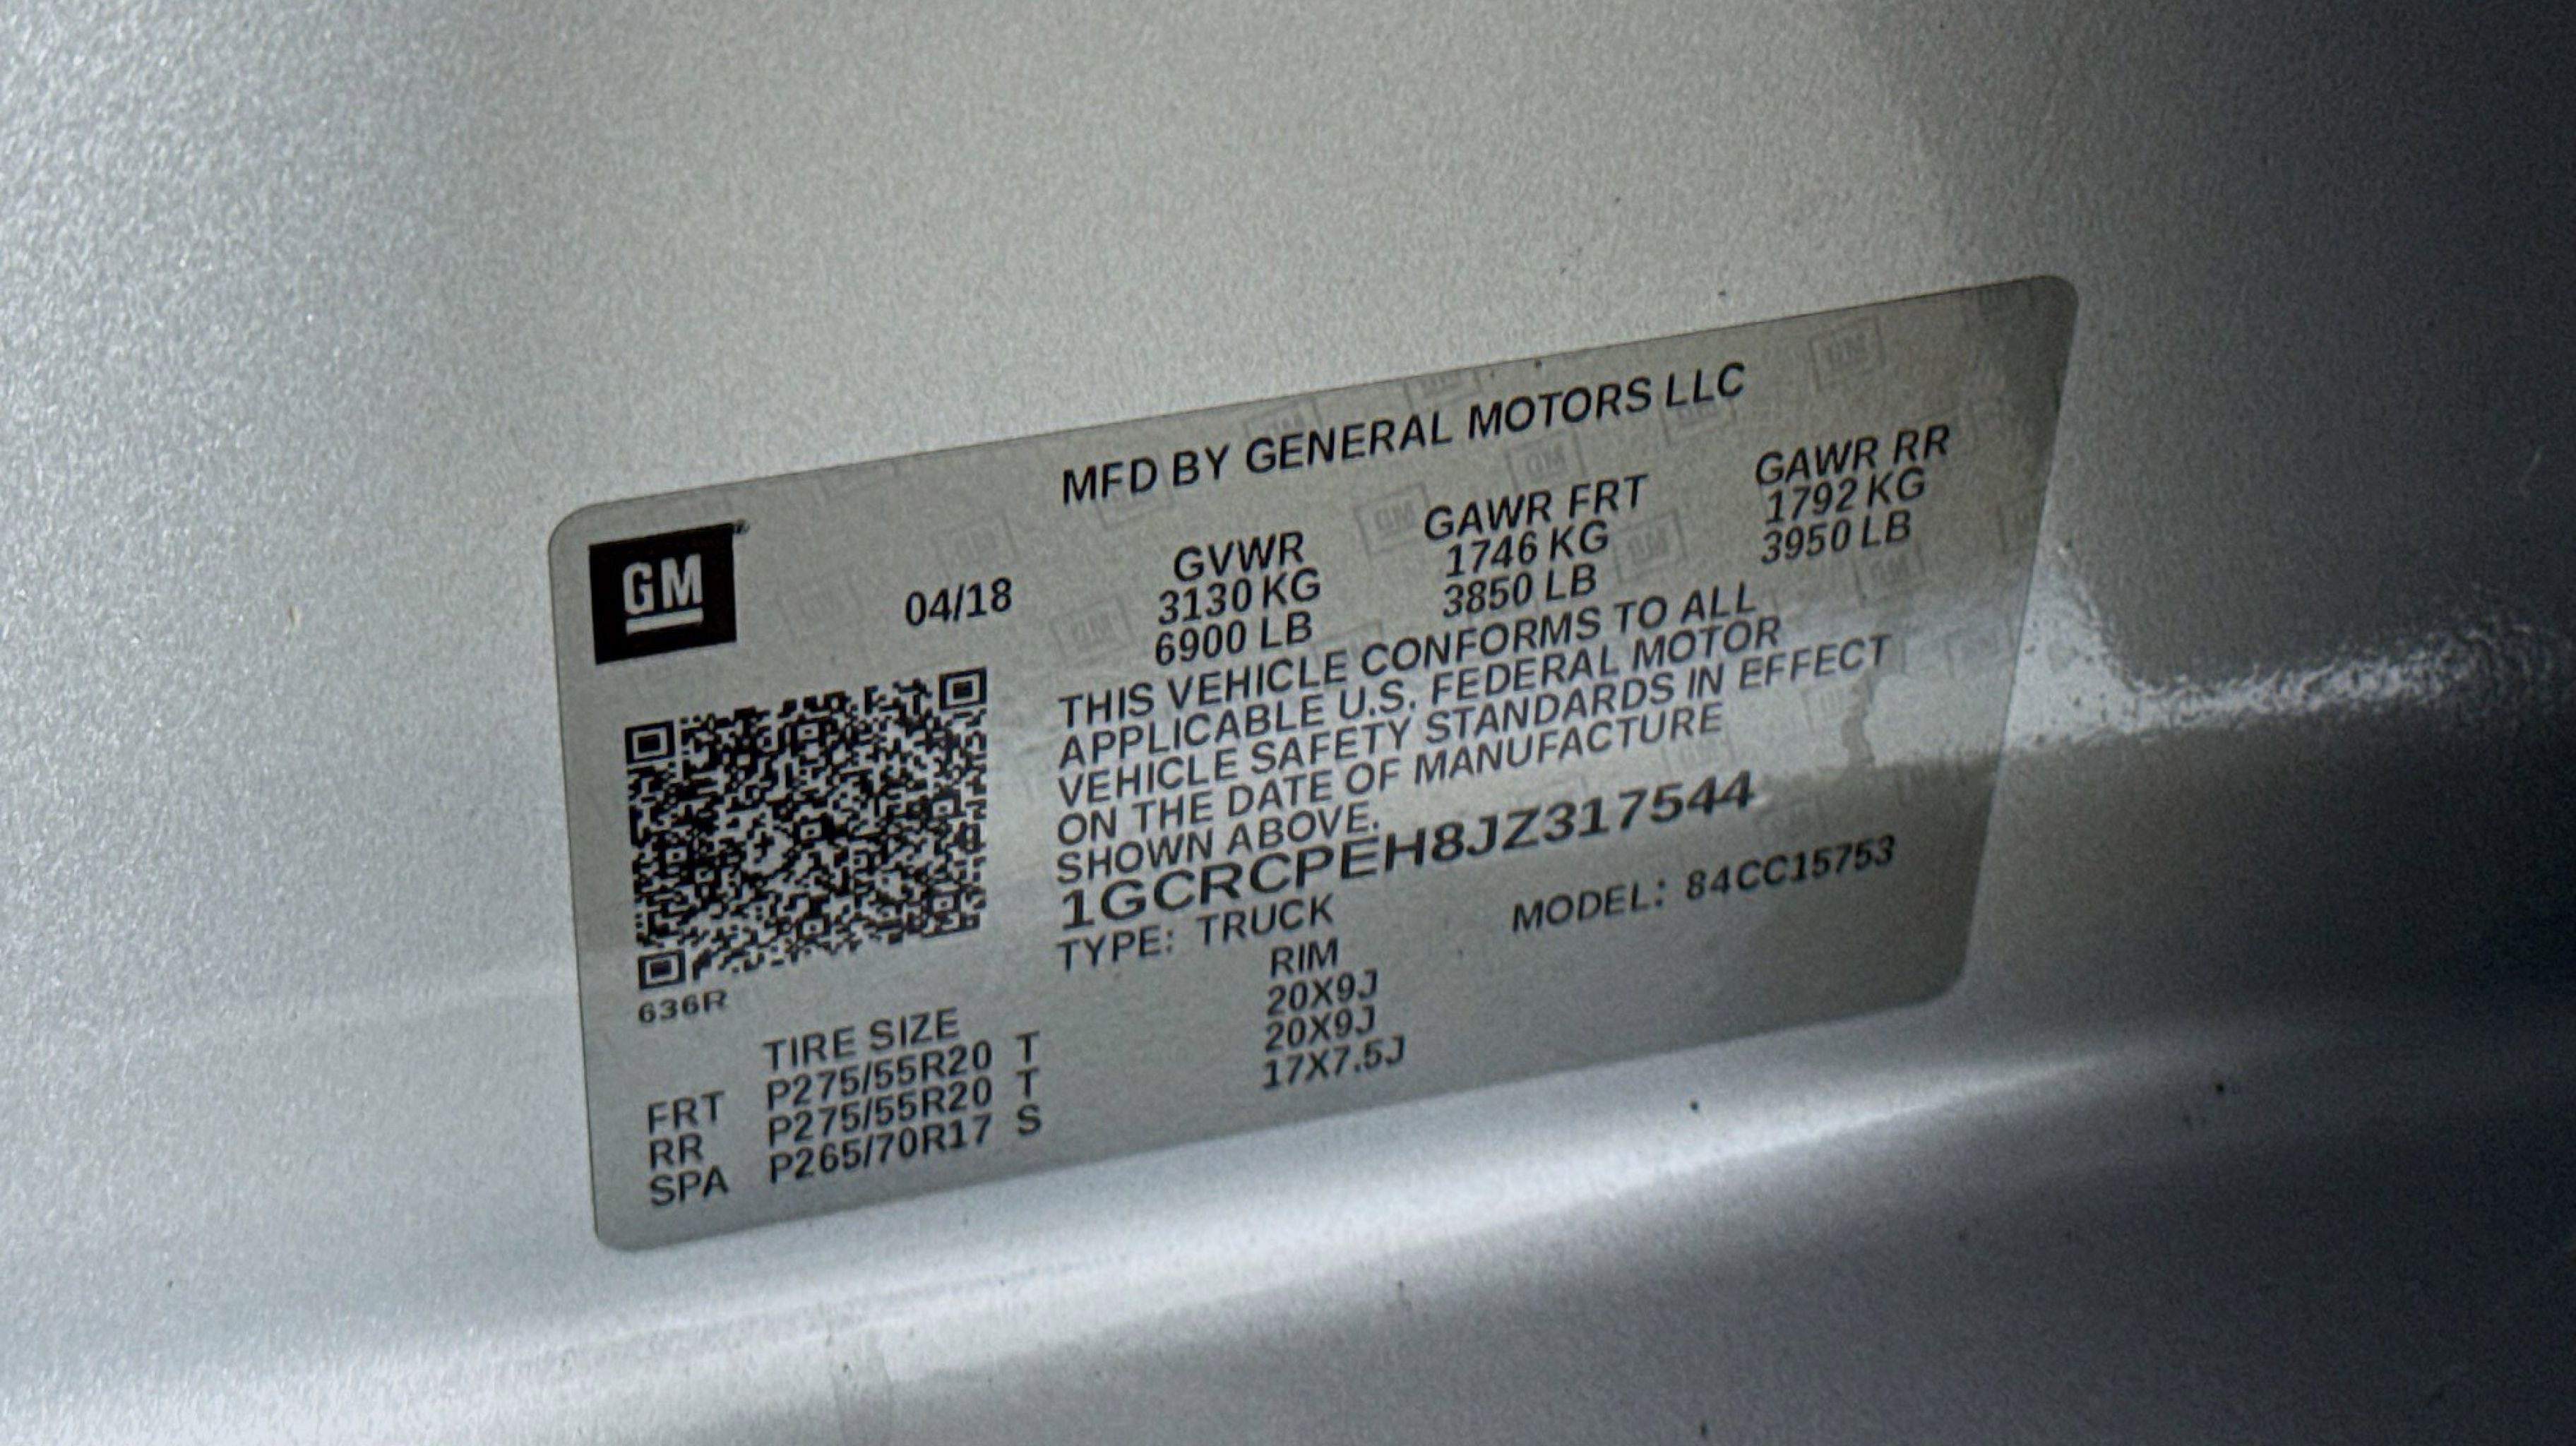 MFD BY GENERAL MOTORS LLC
GM
04/18
GVWR GAWR FRT GAWR RR
3130 KG 1746 KG 1792 KG
6900 LB 3850 LB 3950 LB
THIS VEHICLE CONFORMS TO ALL
APPLICABLE U.S. FEDERAL MOTOR
VEHICLE SAFETY STANDARDS IN EFFECT
ON THE DATE OF MANUFACTURE
SHOWN ABOVE.
1GCRCPEH8JZ317544
TYPE: TRUCK MODEL: 84CC15753
636R
TIRE SIZE RIM
FRT P275/55R20 T 20X9J
RR P275/55R20 T 20X9J
SPA P265/70R17 S 17X7.5J